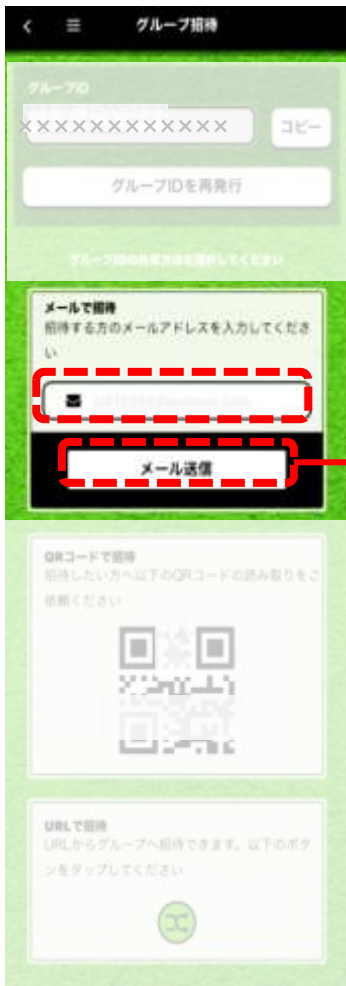 グループ招待
グループID
××××××××××××
コピー
グループIDを再発行
グループIDの共有方法を選択してください
メールで招待
招待する方のメールアドレスを入力してくださ
い
メール送信
QRコードで招待
招待したい方へ以下のQRコードの読み取りをご
依頼ください
URLで招待
URLからグループへ招待できます。以下のボタ
ンをタップしてください